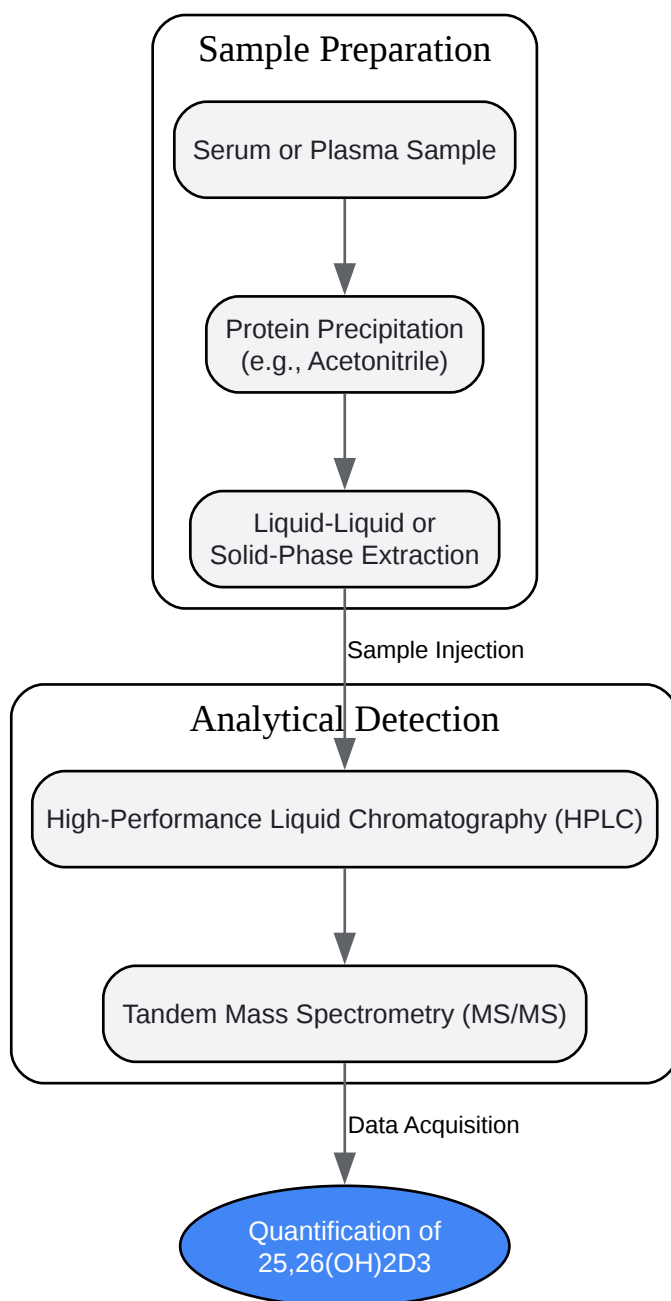 Sample Preparation
Serum or Plasma Sample
Protein Precipitation
(e.g., Acetonitrile)
Liquid-Liquid or
Solid-Phase Extraction
Sample Injection
Analytical Detection
High-Performance Liquid Chromatography (HPLC)
Tandem Mass Spectrometry (MS/MS)
Data Acquisition
Quantification of
25,26(OH)2D3